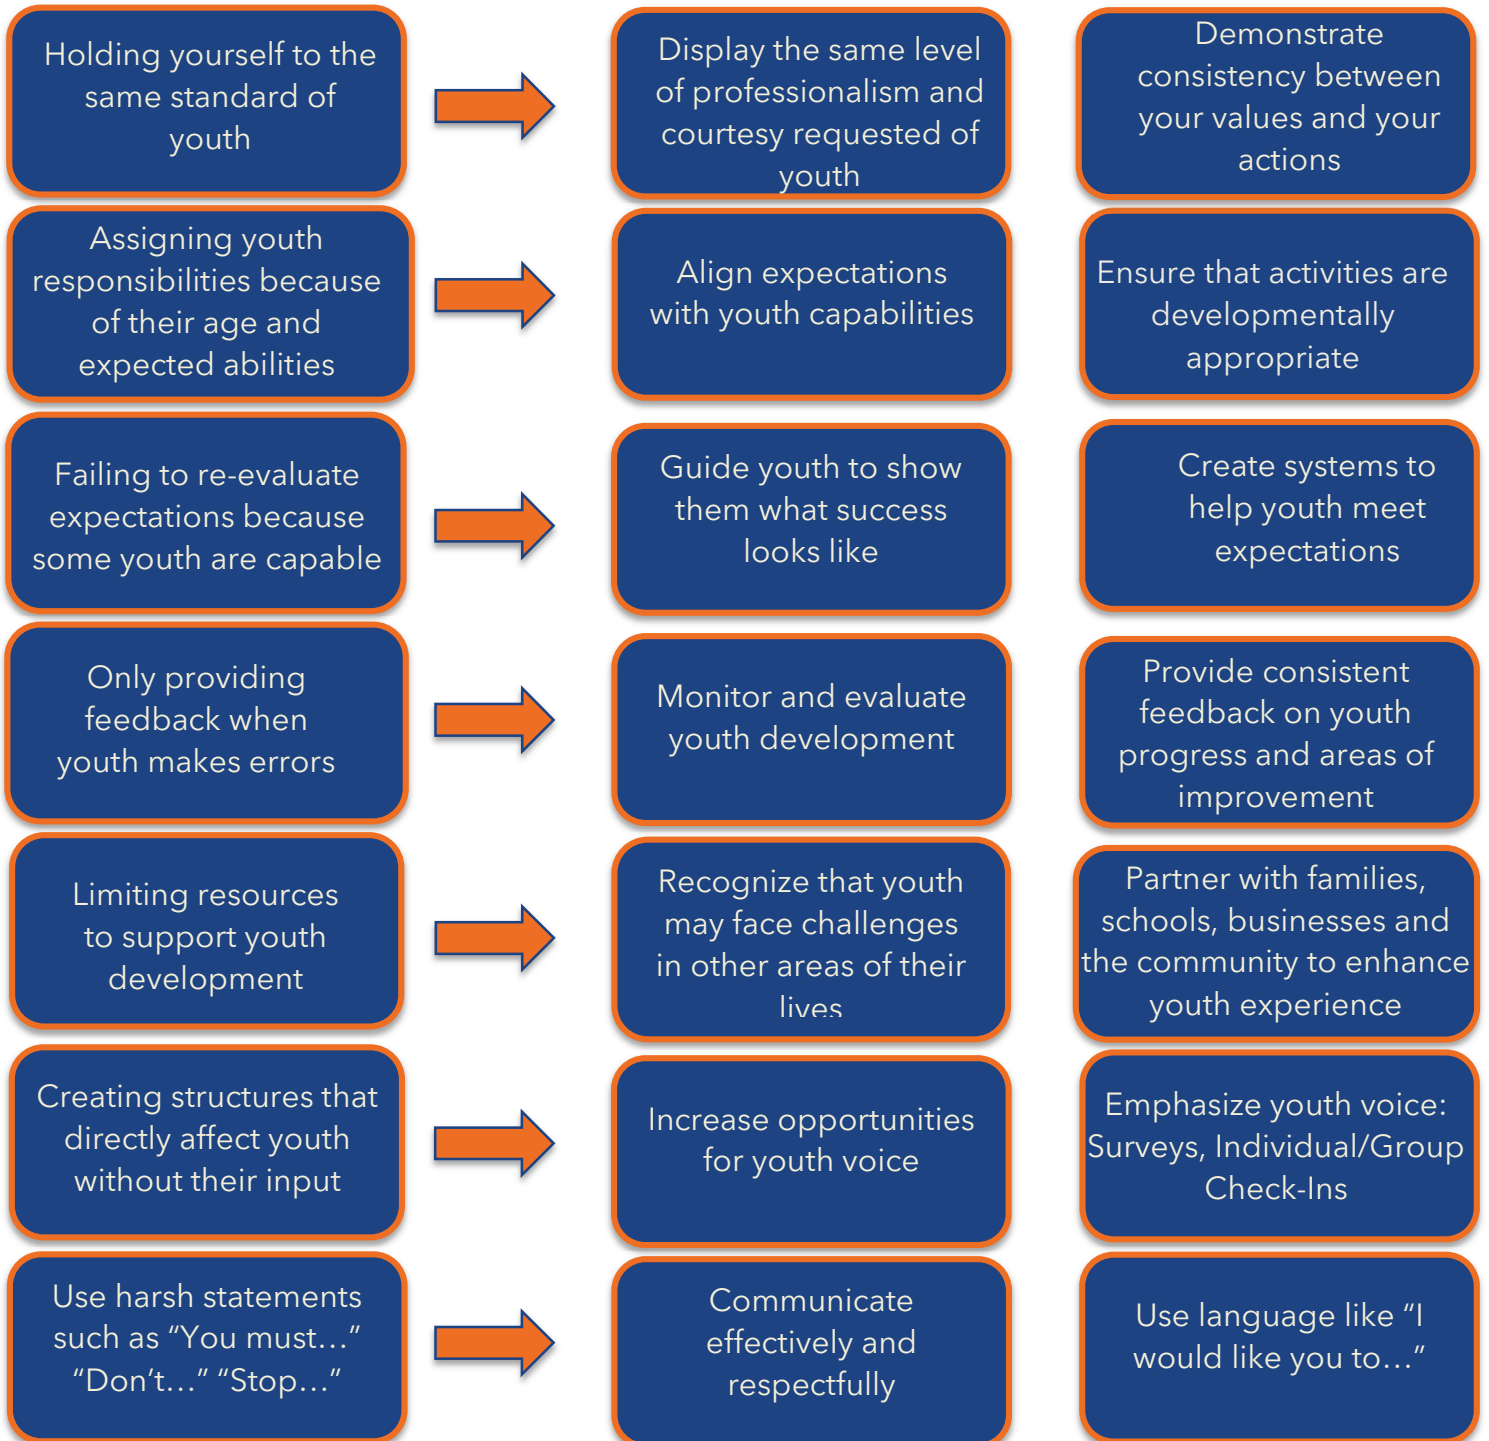 Holding yourself to the
same standard of
youth
Display the same level
of professionalism and
courtesy requested of
youth
Demonstrate
consistency between
your values and your
actions
Assigning youth
responsibilities because
of their age and
expected abilities
Align expectations
with youth capabilities
Ensure that activities are
developmentally
appropriate
Failing to re-evaluate
expectations because
some youth are capable
Guide youth to show
them what success
looks like
Create systems to
help youth meet
expectations
Only providing
feedback when
youth makes errors
Monitor and evaluate
youth development
Provide consistent
feedback on youth
progress and areas of
improvement
Limiting resources
to support youth
development
Recognize that youth
may face challenges
in other areas of their
lives
Partner with families,
schools, businesses and
the community to enhance
youth experience
Creating structures that
directly affect youth
without their input
Increase opportunities
for youth voice
Emphasize youth voice:
Surveys, Individual/Group
Check-Ins
Use harsh statements
such as “You must…”
“Don’t…” “Stop…”
Communicate
effectively and
respectfully
Use language like “I
would like you to…”